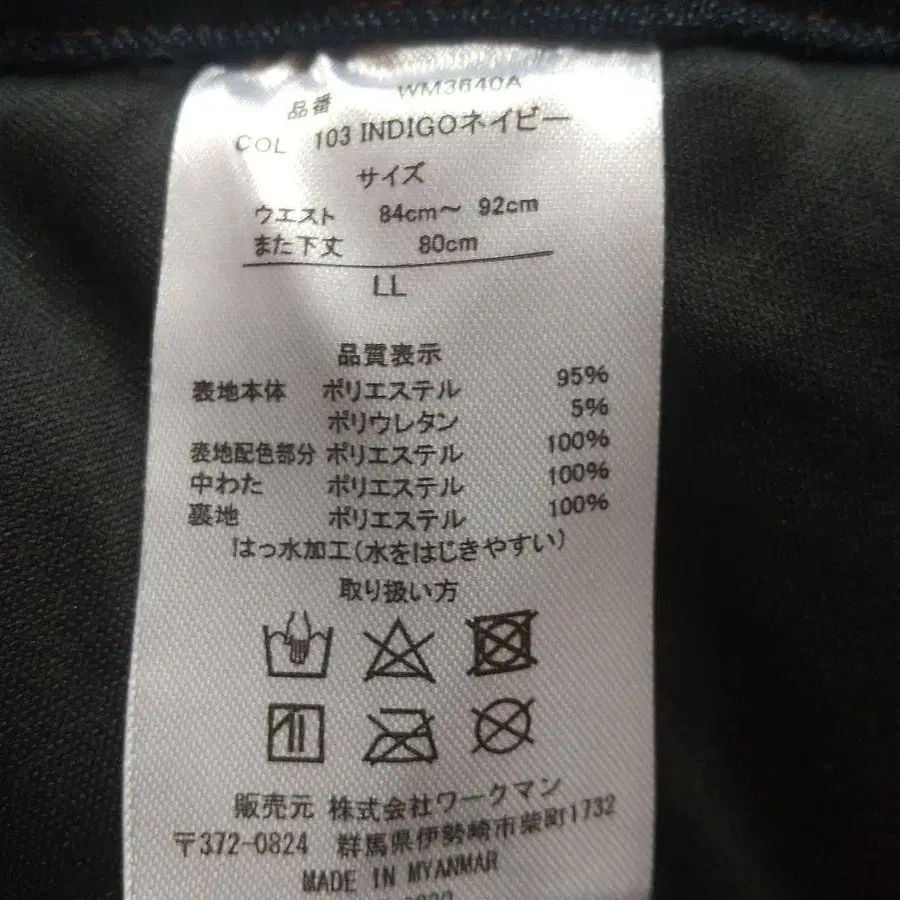 品番 WM3640A
COL 103 INDIGOネイビー
サイズ
ウエスト 84cm～ 92cm
また下丈 80cm
LL
品質表示
表地本体 ポリエステル 95%
ポリウレタン 5%
表地配色部分 ポリエステル 100%
中わた ポリエステル 100%
裏地 ポリエステル 100%
はっ水加工(水をはじきやすい)
取り扱い方
販売元 株式会社ワークマン
〒372-0824 群馬県伊勢崎市柴町1732
MADE IN MYANMAR